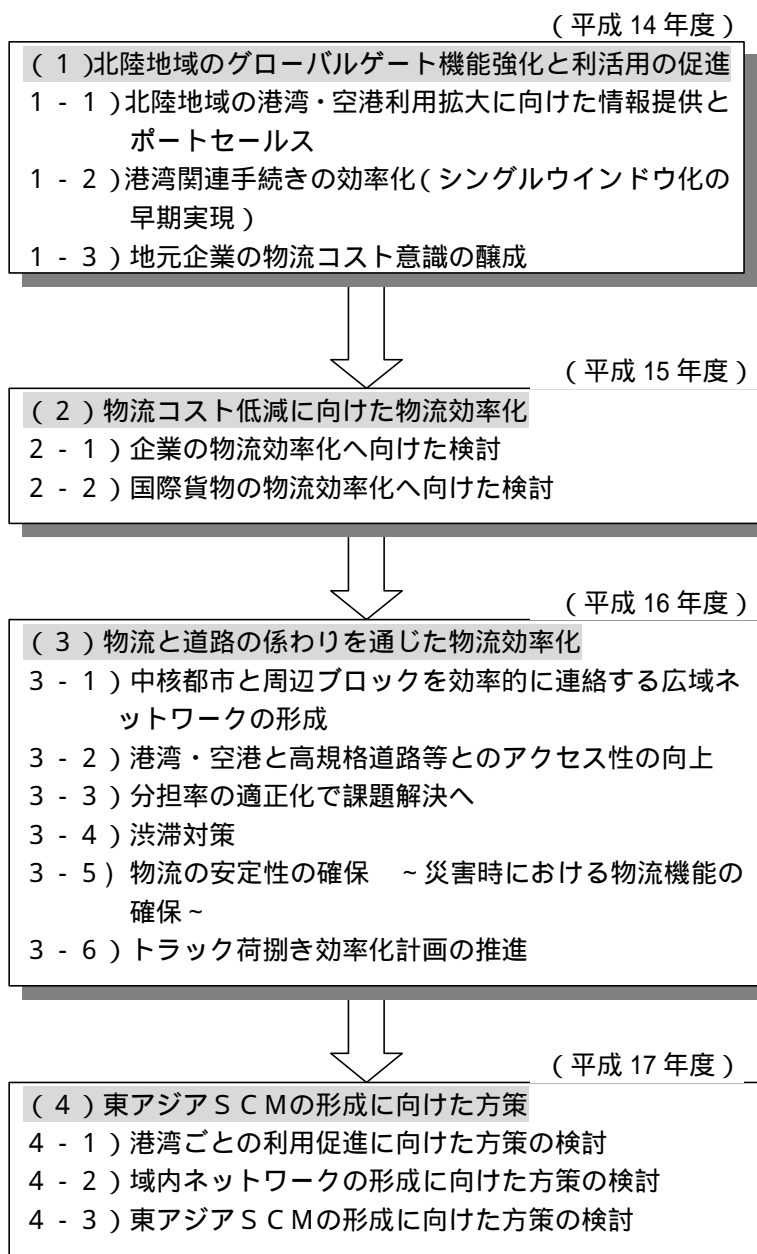 (平成14年度)
(1)北陸地域のグローバルゲート機能強化と利活用の促進
1-1)北陸地域の港湾・空港利用拡大に向けた情報提供と
ポートセールス
1-2)港湾関連手続きの効率化(シングルウインドウ化の
早期実現)
1-3)地元企業の物流コスト意識の醸成
(平成15年度)
(2)物流コスト低減に向けた物流効率化
2-1)企業の物流効率化へ向けた検討
2-2)国際貨物の物流効率化へ向けた検討
(平成16年度)
(3)物流と道路の係わりを通じた物流効率化
3-1)中核都市と周辺ブロックを効率的に連絡する広域ネ
ットワークの形成
3-2)港湾・空港と高規格道路等とのアクセス性の向上
3-3)分担率の適正化で課題解決へ
3-4)渋滞対策
3-5)物流の安定性の確保 ~災害時における物流機能の
確保~
3-6)トラック荷捌き効率化計画の推進
(平成17年度)
(4)東アジアSCMの形成に向けた方策
4-1)港湾ごとの利用促進に向けた方策の検討
4-2)域内ネットワークの形成に向けた方策の検討
4-3)東アジアSCMの形成に向けた方策の検討